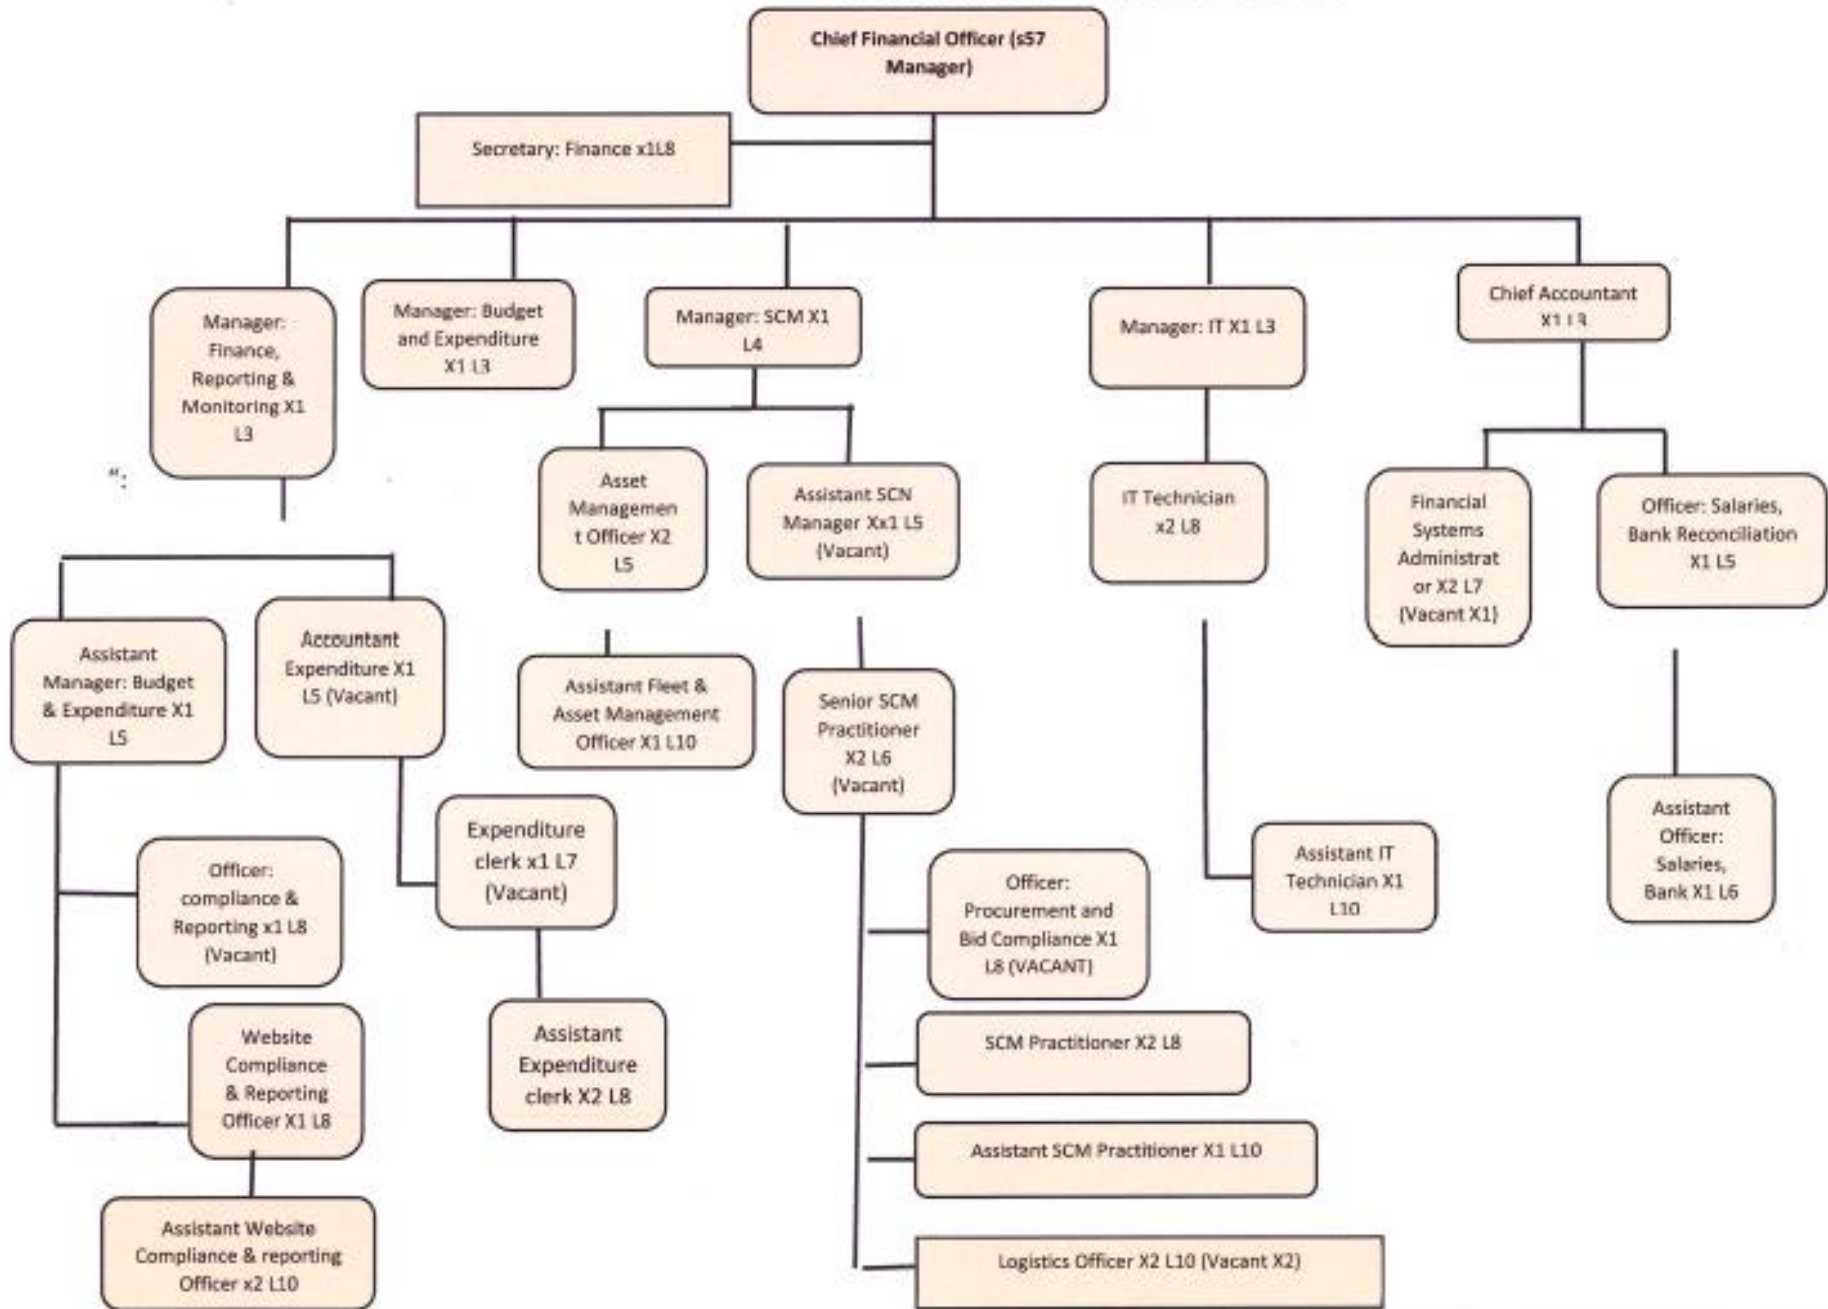 Chief Financial Officer (s57
Manager)
Secretary: Finance x1L8
Manager:
Finance,
Reporting &
Monitoring X1
L3
Manager: Budget
and Expenditure
X1 L3
Manager: SCM X1
L4
Manager: IT X1 L3
Chief Accountant
X1 L3
":
Asset
Managemen
t Officer X2
L5
Assistant SCN
Manager Xx1 L5
(Vacant)
IT Technician
x2 L8
Financial
Systems
Administrat
or X2 L7
(Vacant X1)
Officer: Salaries,
Bank Reconciliation
X1 L5
Assistant
Manager: Budget
& Expenditure X1
L5
Accountant
Expenditure X1
L5 (Vacant)
Assistant Fleet &
Asset Management
Officer X1 L10
Senior SCM
Practitioner
X2 L6
(Vacant)
Officer:
compliance &
Reporting x1 L8
(Vacant)
Expenditure
clerk x1 L7
(Vacant)
Officer:
Procurement and
Bid Compliance X1
L8 (VACANT)
Assistant IT
Technician X1
L10
Assistant
Officer:
Salaries,
Bank X1 L6
Website
Compliance
& Reporting
Officer X1 L8
Assistant
Expenditure
clerk X2 L8
SCM Practitioner X2 L8
Assistant SCM Practitioner X1 L10
Assistant Website
Compliance & reporting
Officer x2 L10
Logistics Officer X2 L10 (Vacant X2)